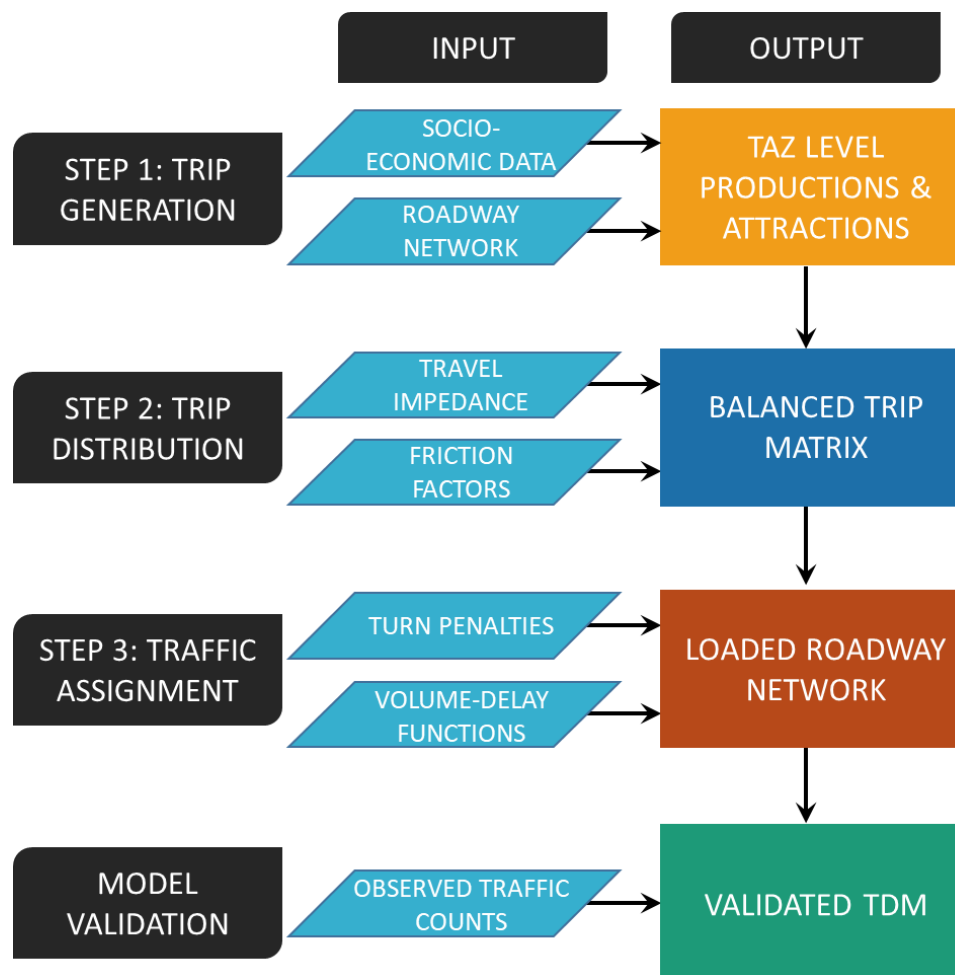 INPUT
OUTPUT
STEP 1: TRIP
GENERATION
SOCIO-
ECONOMIC DATA
ROADWAY
NETWORK
TAZ LEVEL
PRODUCTIONS &
ATTRACTIONS
STEP 2: TRIP
DISTRIBUTION
TRAVEL
IMPEDANCE
FRICTION
FACTORS
BALANCED TRIP
MATRIX
STEP 3: TRAFFIC
ASSIGNMENT
TURN PENALTIES
VOLUME-DELAY
FUNCTIONS
LOADED ROADWAY
NETWORK
MODEL
VALIDATION
OBSERVED TRAFFIC
COUNTS
VALIDATED TDM